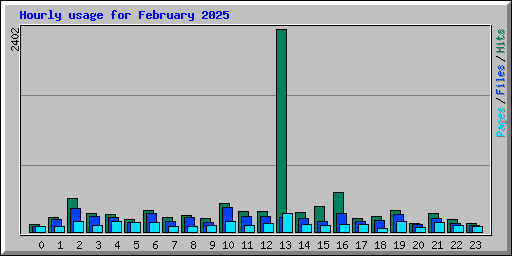 Hourly usage for February 2025
2402
Pages/Files/Hits
0 1 2 3 4 5 6 7 8 9 10 11 12 13 14 15 16 17 18 19 20 21 22 23